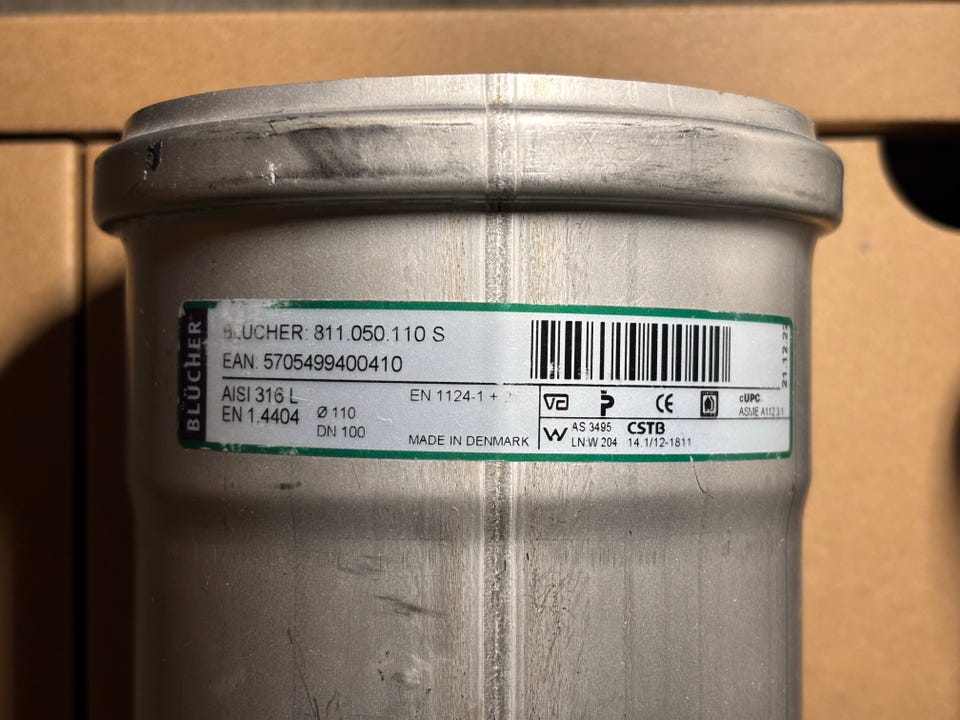 BLÜCHER
BLÜCHER: 811.050.110 S
EAN: 5705499400410
AISI 316 L
EN 1.4404
Ø 110
DN 100
EN 1124-1 +
MADE IN DENMARK
VA
P
CE
cUPC
ASME A112.3.1
W
AS 3495
LN:W 204
CSTB
14.1/12-1811